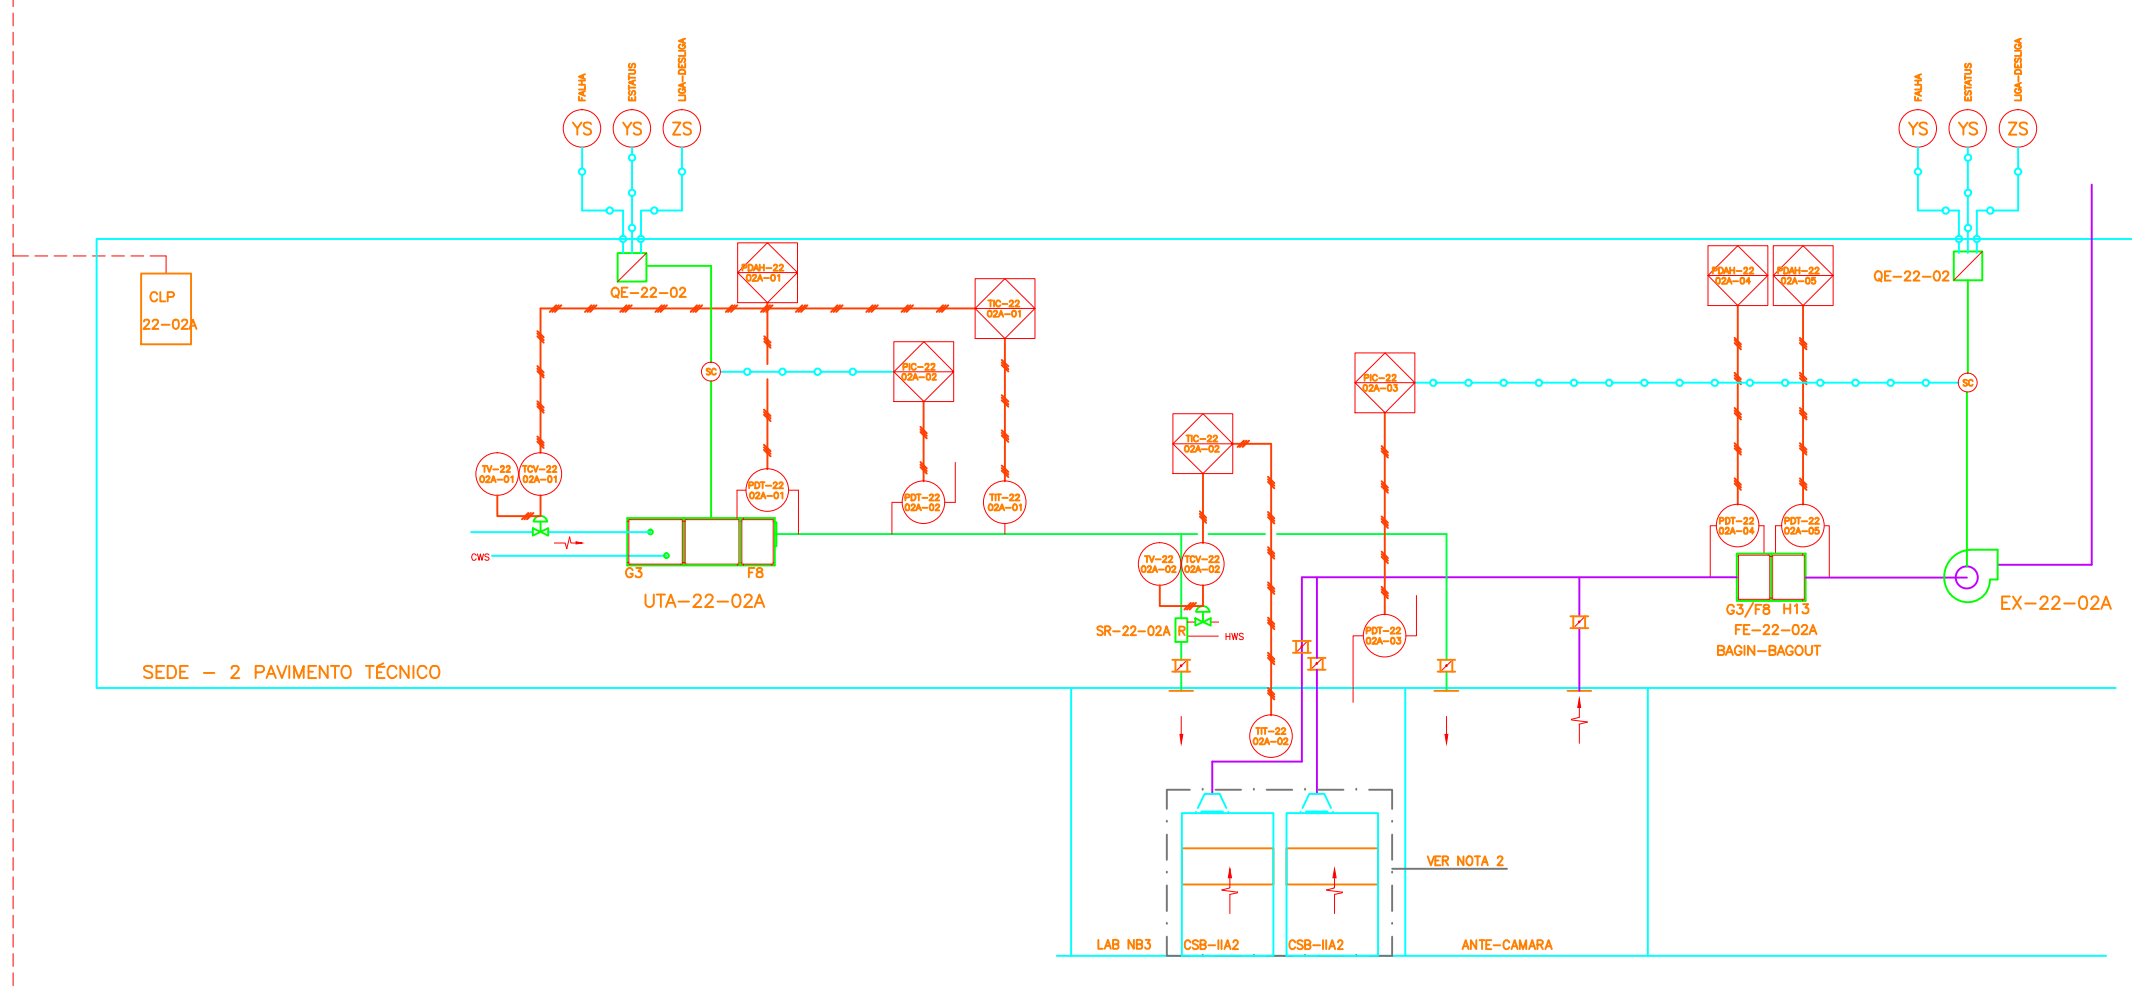 FALHA
ESTATUS
LIGA-DESLIGA
FALHA
ESTATUS
LIGA-DESLIGA
YS
YS
ZS
YS
YS
ZS
CLP
22-02A
QE-22-02
PDAH-22
02A-01
TIC-22
02A-01
PDAH-22
02A-04
PDAH-22
02A-05
QE-22-02
SC
PIC-22
02A-02
PIC-22
02A-03
SC
TIC-22
02A-02
TV-22
02A-01
TCV-22
02A-01
PDT-22
02A-01
PDT-22
02A-02
TIT-22
02A-01
PDT-22
02A-04
PDT-22
02A-05
CWS
G3
F8
UTA-22-02A
TV-22
02A-02
TCV-22
02A-02
SR-22-02A
R
HWS
PDT-22
02A-03
G3/F8
H13
FE-22-02A
BAGIN-BAGOUT
EX-22-02A
SEDE - 2 PAVIMENTO TÉCNICO
TIT-22
02A-02
VER NOTA 2
LAB NB3
CSB-IIA2
CSB-IIA2
ANTE-CAMARA